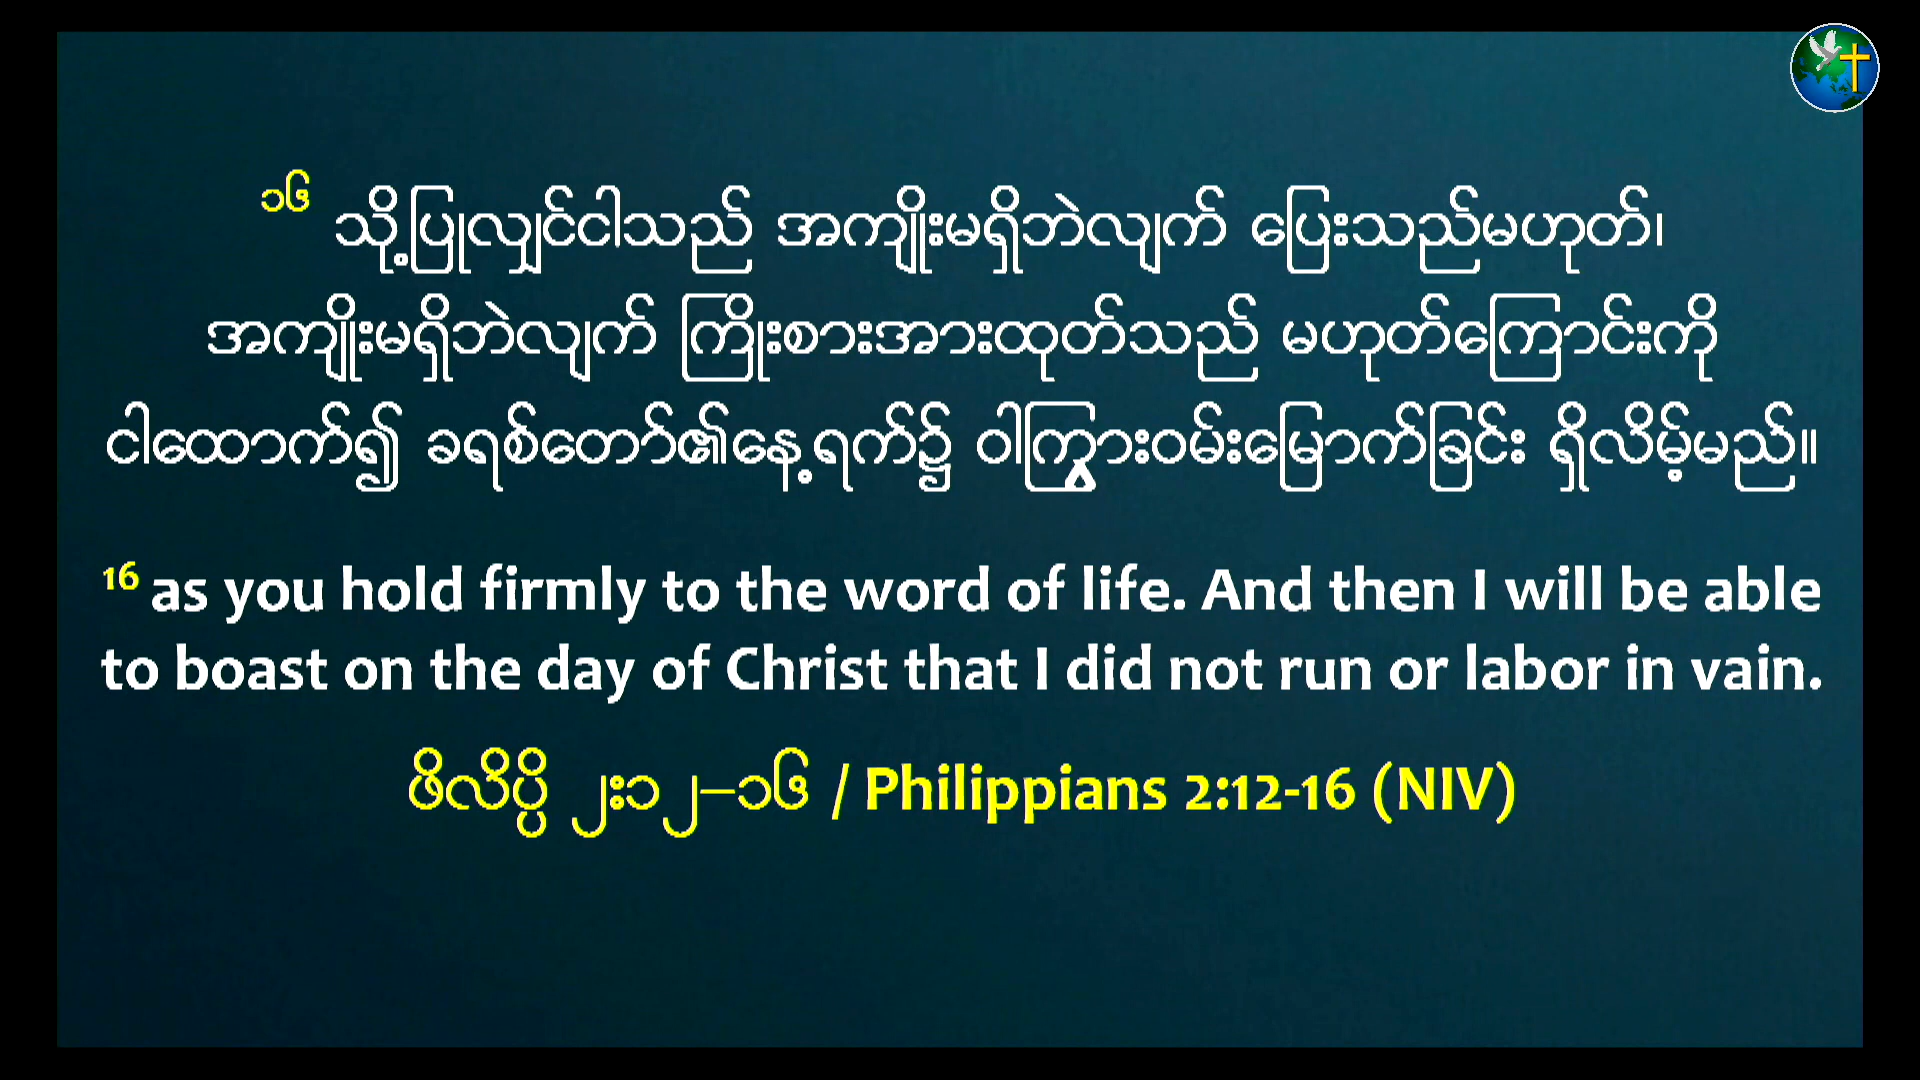 ၁၆ သို့ပြုလျှင်ငါသည် အကျိုးမရှိဘဲလျက် ပြေးသည်မဟုတ်၊
အကျိုးမရှိဘဲလျက် ကြိုးစားအားထုတ်သည် မဟုတ်ကြောင်းကို
ငါထောက်၍ ခရစ်တော်၏နေ့ရက်၌ ဝါကြွားဝမ်းမြောက်ခြင်း ရှိလိမ့်မည်။
16 as you hold firmly to the word of life. And then I will be able
to boast on the day of Christ that I did not run or labor in vain.
ဖိလိပ္ပိ ၂း၁၂–၁၆ / Philippians 2:12-16 (NIV)